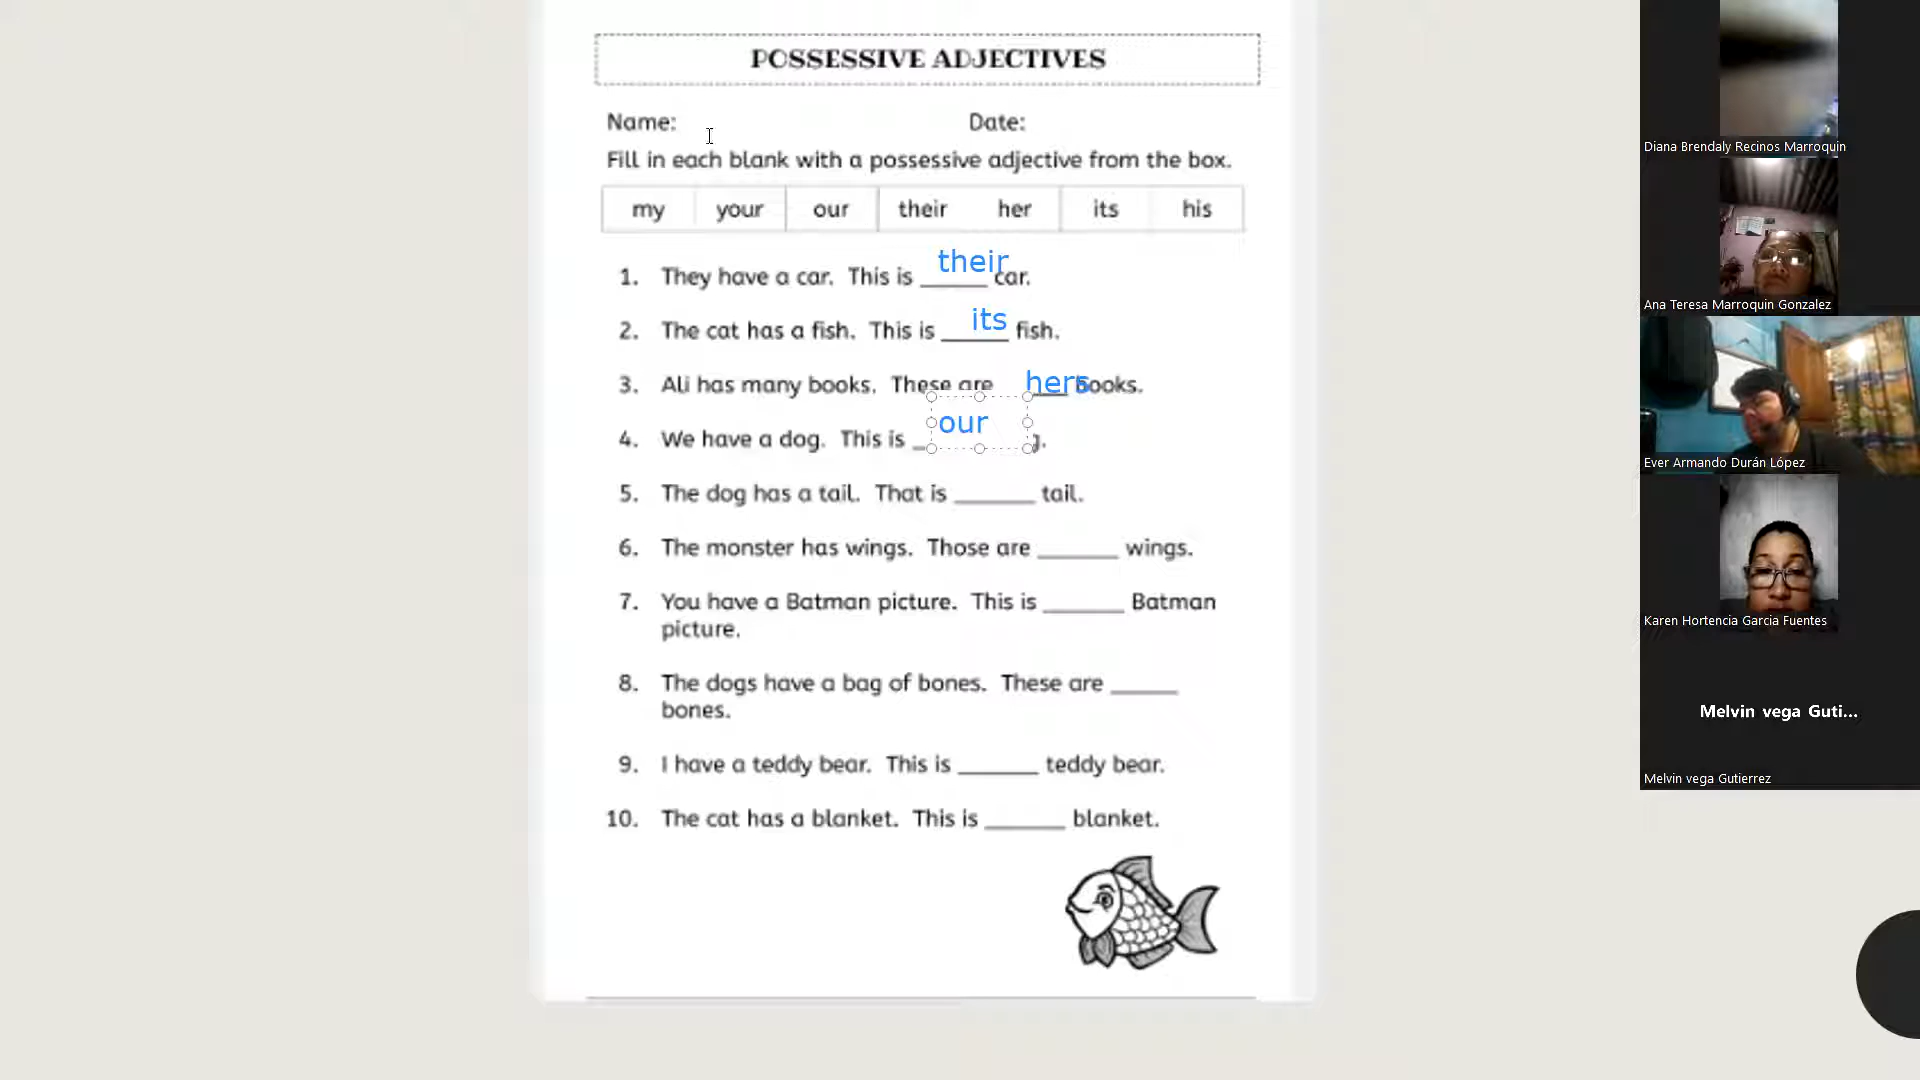 POSSESSIVE ADJECTIVES
Name: Date:
Fill in each blank with a possessive adjective from the box.
my your our their her its his
1. They have a car. This is ______ car.
their
2. The cat has a fish. This is ______ fish.
its
3. Ali has many books. These are ___ books.
hers
4. We have a dog. This is _ g.
our
5. The dog has a tail. That is _______ tail.
6. The monster has wings. Those are _______ wings.
7. You have a Batman picture. This is _______ Batman
picture.
8. The dogs have a bag of bones. These are ______
bones.
9. I have a teddy bear. This is _______ teddy bear.
10. The cat has a blanket. This is _______ blanket.
Diana Brendaly Recinos Marroquin
Ana Teresa Marroquin Gonzalez
Ever Armando Durán López
Karen Hortencia Garcia Fuentes
Melvin vega Guti...
Melvin vega Gutierrez